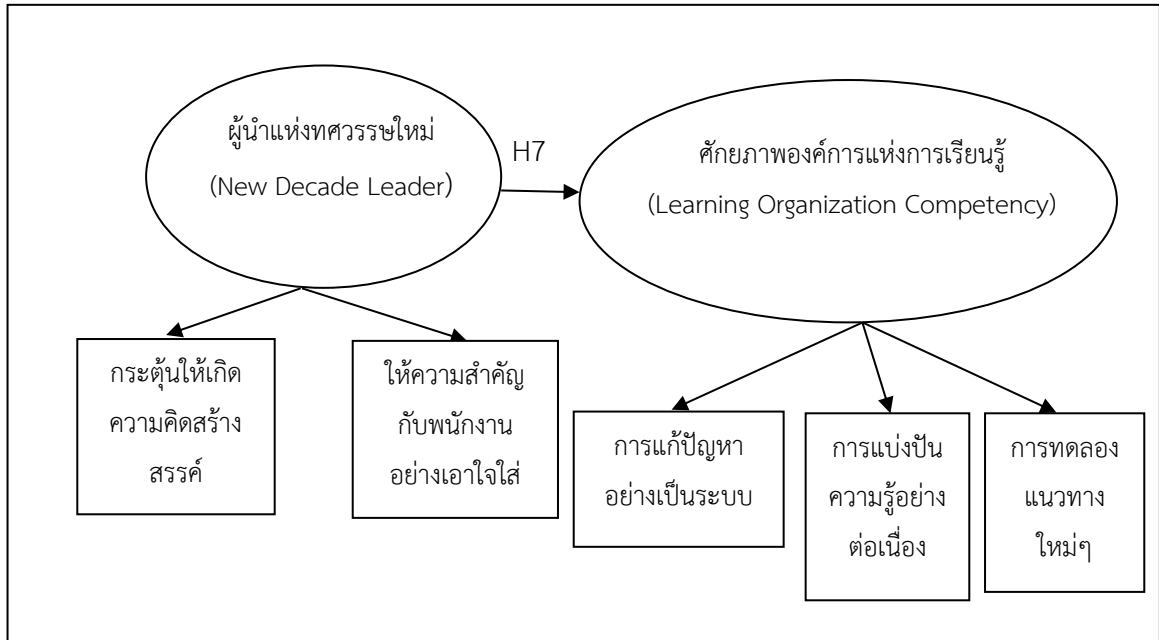 ผู้นำแห่งทศวรรษใหม่
(New Decade Leader)
H7
ศักยภาพองค์การแห่งการเรียนรู้
(Learning Organization Competency)
กระตุ้นให้เกิด
ความคิดสร้าง
สรรค์
ให้ความสำคัญ
กับพนักงาน
อย่างเอาใจใส่
การแก้ปัญหา
อย่างเป็นระบบ
การแบ่งปัน
ความรู้อย่าง
ต่อเนื่อง
การทดลอง
แนวทาง
ใหม่ๆ